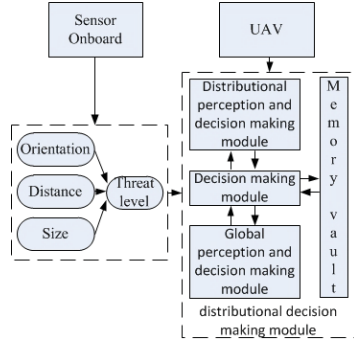 Sensor
Onboard
UAV
Orientation
Distance
Size
Threat
level
Distributional
perception and
decision making
module
Decision making
module
Global
perception and
decision making
module
M
e
m
o
r
y
v
a
u
l
t
distributional decision
making module